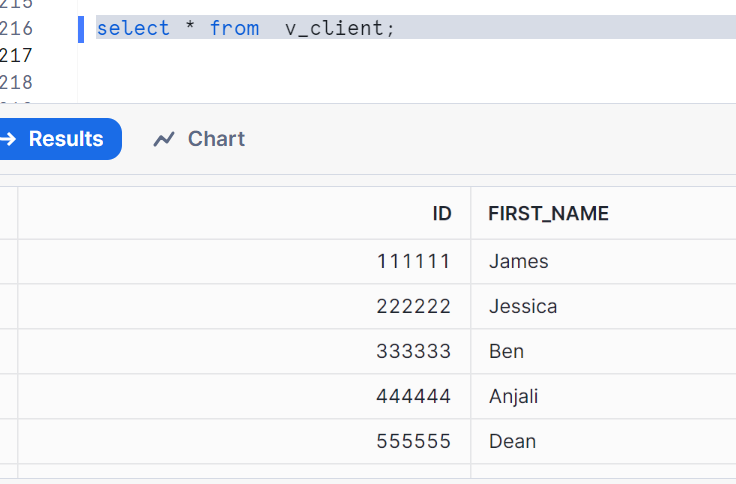 215
216 select * from v_client;
217
218
→ Results Chart
ID FIRST_NAME
111111 James
222222 Jessica
333333 Ben
444444 Anjali
555555 Dean